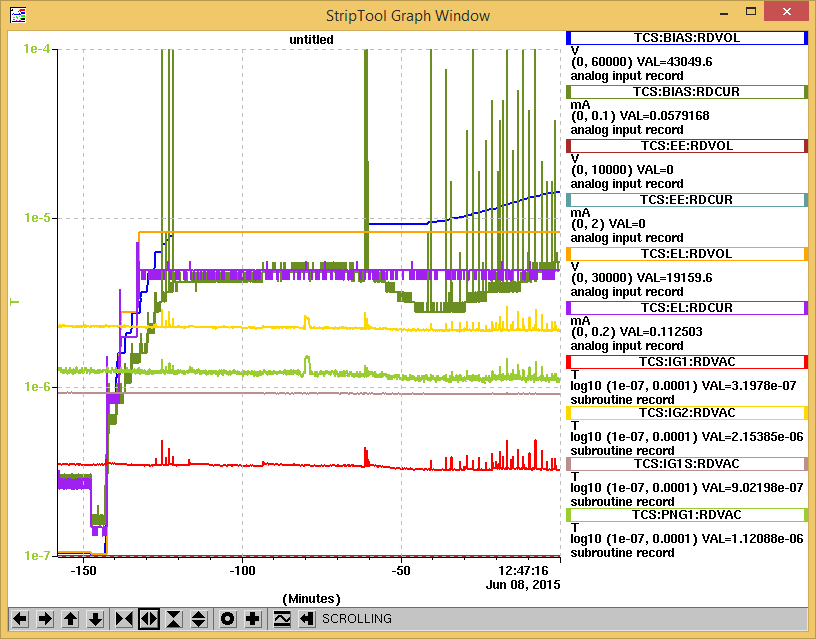 StripTool Graph Window
untitled
1e-4
1e-5
T
1e-6
1e-7
-150
-100
-50
12:47:16
Jun 08, 2015
(Minutes)
TCS:BIAS:RDVOL
V
(0, 60000) VAL=43049.6
analog input record
TCS:BIAS:RDCUR
mA
(0, 0.1) VAL=0.0579168
analog input record
TCS:EE:RDVOL
V
(0, 10000) VAL=0
analog input record
TCS:EE:RDCUR
mA
(0, 2) VAL=0
analog input record
TCS:EL:RDVOL
V
(0, 30000) VAL=19159.6
analog input record
TCS:EL:RDCUR
mA
(0, 0.2) VAL=0.112503
analog input record
TCS:IG1:RDVAC
T
log10 (1e-07, 0.0001) VAL=3.1978e-07
subroutine record
TCS:IG2:RDVAC
T
log10 (1e-07, 0.0001) VAL=2.15385e-06
subroutine record
TCS:IG1S:RDVAC
T
log10 (1e-07, 0.0001) VAL=9.02198e-07
subroutine record
TCS:PNG1:RDVAC
T
log10 (1e-07, 0.0001) VAL=1.12088e-06
subroutine record
SCROLLING